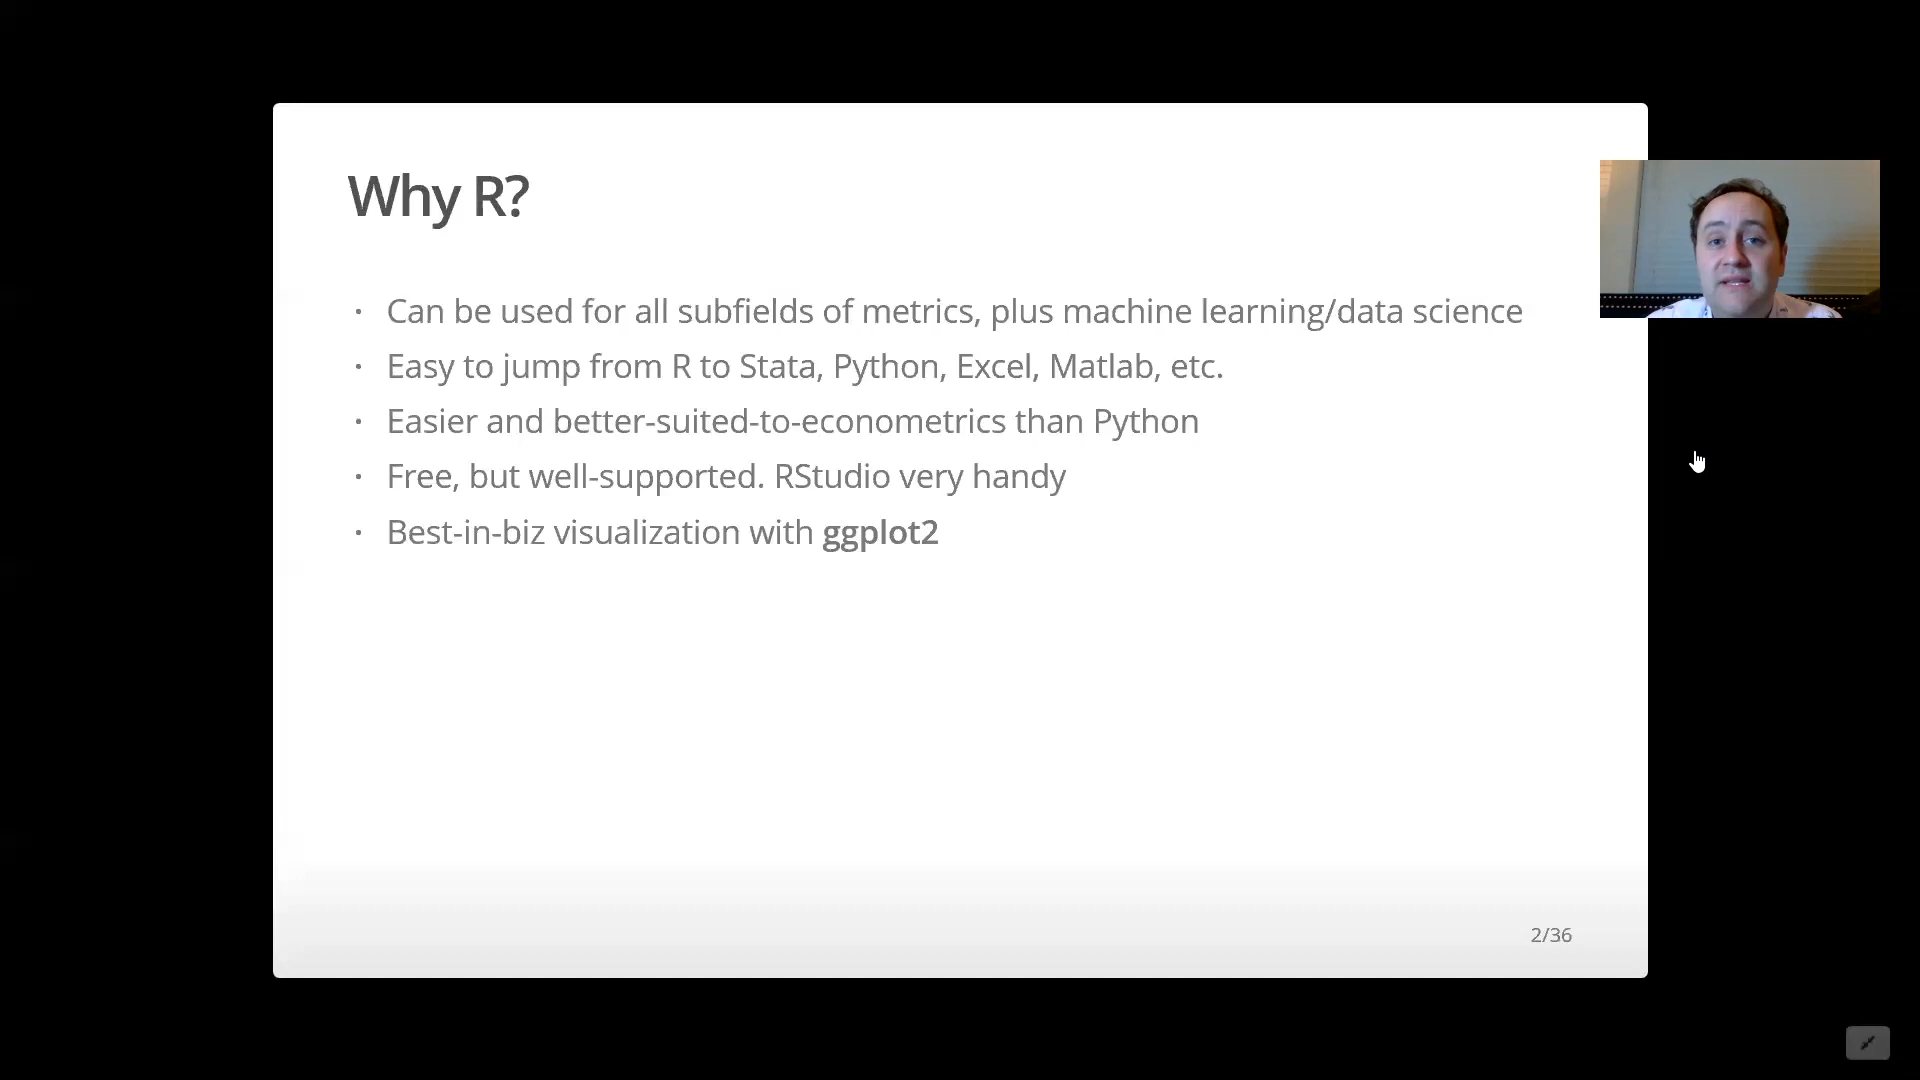 Why R?
Can be used for all subfields of metrics, plus machine learning/data science
Easy to jump from R to Stata, Python, Excel, Matlab, etc.
Easier and better-suited-to-econometrics than Python
Free, but well-supported. RStudio very handy
Best-in-biz visualization with ggplot2
2/36